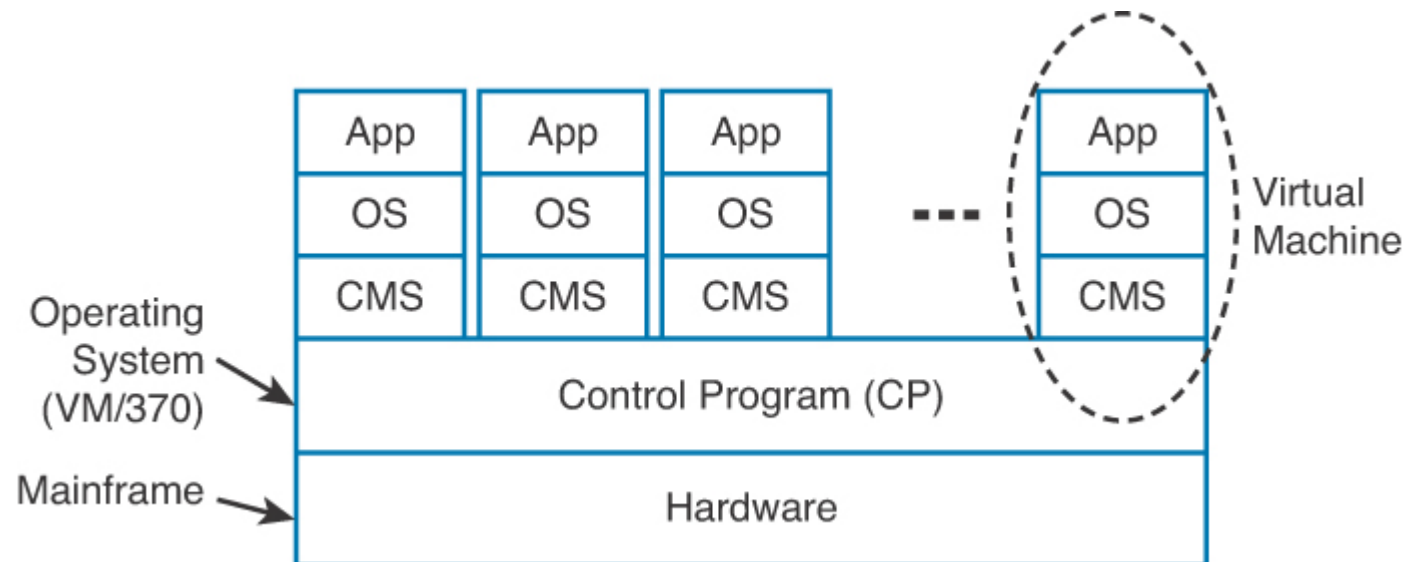 App App App App
OS OS OS --- OS
CMS CMS CMS CMS
Virtual
Machine
Operating
System
(VM/370)
Control Program (CP)
Mainframe
Hardware